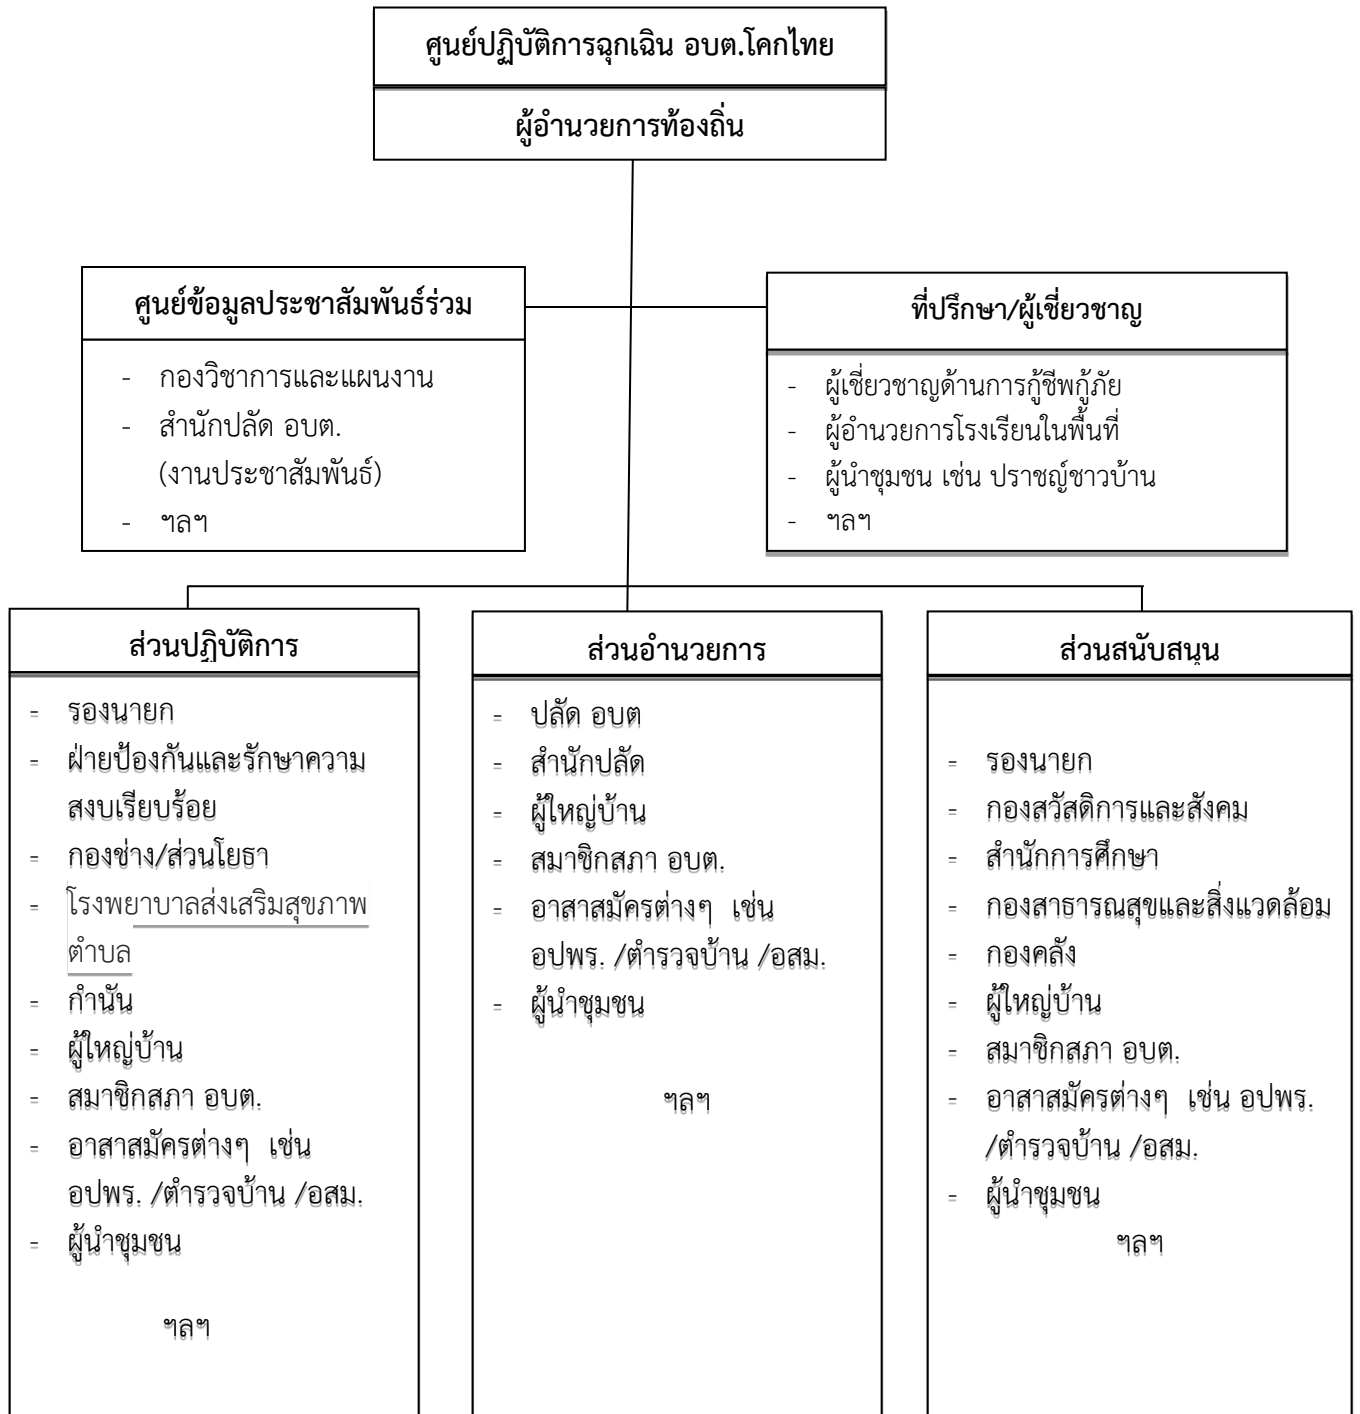 ศูนย์ปฏิบัติการฉุกเฉิน อบต.โคกไทย
ผู้อำนวยการท้องถิ่น
ศูนย์ข้อมูลประชาสัมพันธ์ร่วม
- กองวิชาการและแผนงาน
- สำนักปลัด อบต.
(งานประชาสัมพันธ์)
- ฯลฯ
ที่ปรึกษา/ผู้เชี่ยวชาญ
- ผู้เชี่ยวชาญด้านการกู้ชีพกู้ภัย
- ผู้อำนวยการโรงเรียนในพื้นที่
- ผู้นำชุมชน เช่น ปราชญ์ชาวบ้าน
- ฯลฯ
ส่วนปฏิบัติการ
- รองนายก
- ฝ่ายป้องกันและรักษาความ
สงบเรียบร้อย
- กองช่าง/ส่วนโยธา
- โรงพยาบาลส่งเสริมสุขภาพ
ตำบล
- กำนัน
- ผู้ใหญ่บ้าน
- สมาชิกสภา อบต.
- อาสาสมัครต่างๆ เช่น
อปพร. /ตำรวจบ้าน /อสม.
- ผู้นำชุมชน
ฯลฯ
ส่วนอำนวยการ
- ปลัด อบต
- สำนักปลัด
- ผู้ใหญ่บ้าน
- สมาชิกสภา อบต.
- อาสาสมัครต่างๆ เช่น
อปพร. /ตำรวจบ้าน /อสม.
- ผู้นำชุมชน
ฯลฯ
ส่วนสนับสนุน
- รองนายก
- กองสวัสดิการและสังคม
- สำนักการศึกษา
- กองสาธารณสุขและสิ่งแวดล้อม
- กองคลัง
- ผู้ใหญ่บ้าน
- สมาชิกสภา อบต.
- อาสาสมัครต่างๆ เช่น อปพร.
/ตำรวจบ้าน /อสม.
- ผู้นำชุมชน
ฯลฯ